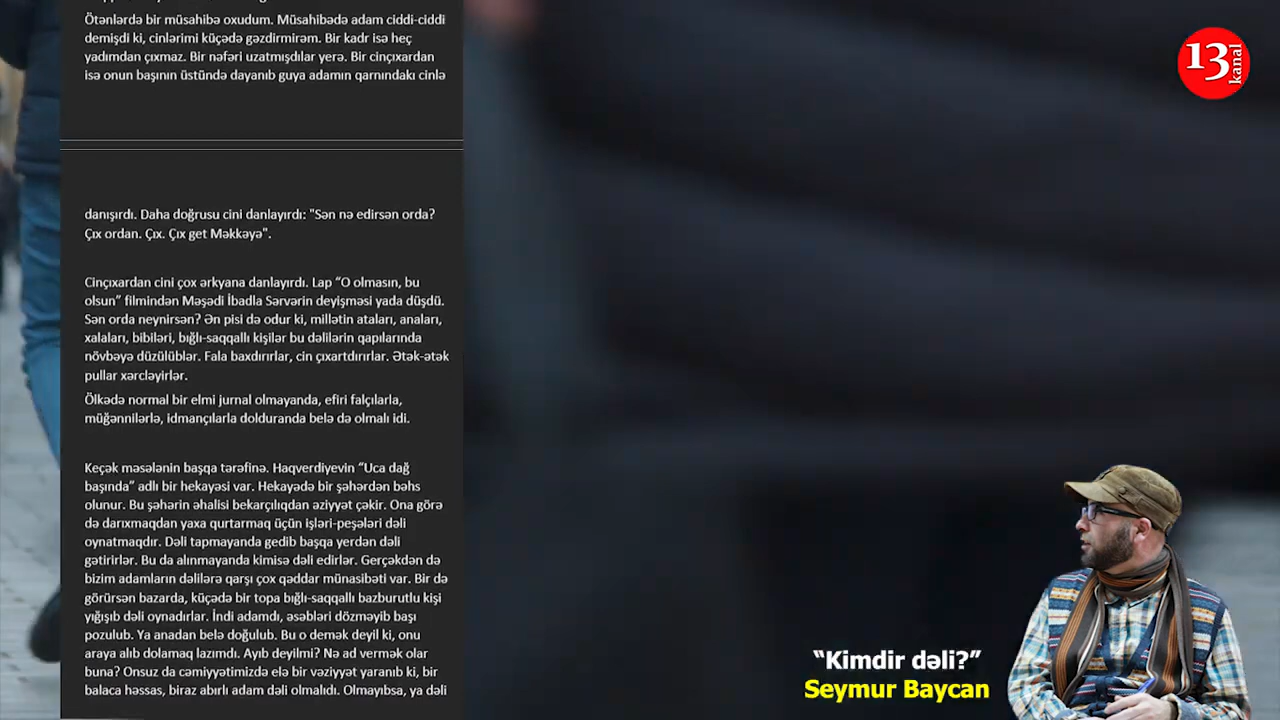 Ötənlərdə bir müsahibə oxudum. Müsahibədə adam ciddi-ciddi
demişdi ki, cinlərimi küçədə gəzdirmirəm. Bir kadr isə heç
yadımdan çıxmaz. Bir nəfəri uzatmışdılar yerə. Bir cinçıxardan
isə onun başının üstündə dayanıb guya adamın qarnındakı cinlə
danışırdı. Daha doğrusu cini danlayırdı: "Sən nə edirsən orda?
Çıx ordan. Çıx. Çıx get Məkkəyə".
Cinçıxardan cini çox ərkyana danlayırdı. Lap “O olmasın, bu
olsun” filmindən Məşədi İbadla Sərvərin deyişməsi yada düşdü.
Sən orda neynirsən? Ən pisi də odur ki, millətin ataları, anaları,
xalaları, bibiləri, bığlı-saqqallı kişilər bu dəlilərin qapılarında
növbəyə düzülüblər. Fala baxdırırlar, cin çıxartdırırlar. Ətək-ətək
pullar xərcləyirlər.
Ölkədə normal bir elmi jurnal olmayanda, efiri falçılarla,
müğənnilərlə, idmançılarla dolduranda belə də olmalı idi.
Keçək məsələnin başqa tərəfinə. Haqverdiyevin “Uca dağ
başında” adlı bir hekayəsi var. Hekayədə bir şəhərdən bəhs
olunur. Bu şəhərin əhalisi bekarçılıqdan əziyyət çəkir. Ona görə
də darıxmaqdan yaxa qurtarmaq üçün işləri-peşələri dəli
oynatmaqdır. Dəli tapmayanda gedib başqa yerdən dəli
gətirirlər. Bu da alınmayanda kimisə dəli edirlər. Gerçəkdən də
bizim adamların dəlilərə qarşı çox qəddar münasibəti var. Bir də
görürsən bazarda, küçədə bir topa bığlı-saqqallı bazburutlu kişi
yığışıb dəli oynadırlar. İndi adamdı, əsəbləri dözməyib başı
pozulub. Ya anadan belə doğulub. Bu o demək deyil ki, onu
araya alıb dolamaq lazımdı. Ayıb deyilmi? Nə ad vermək olar
buna? Onsuz da cəmiyyətimizdə elə bir vəziyyət yaranıb ki, bir
balaca həssas, biraz abırlı adam dəli olmalıdı. Olmayıbsa, ya dəli
13
kanal
“Kimdir dəli?”
Seymur Baycan